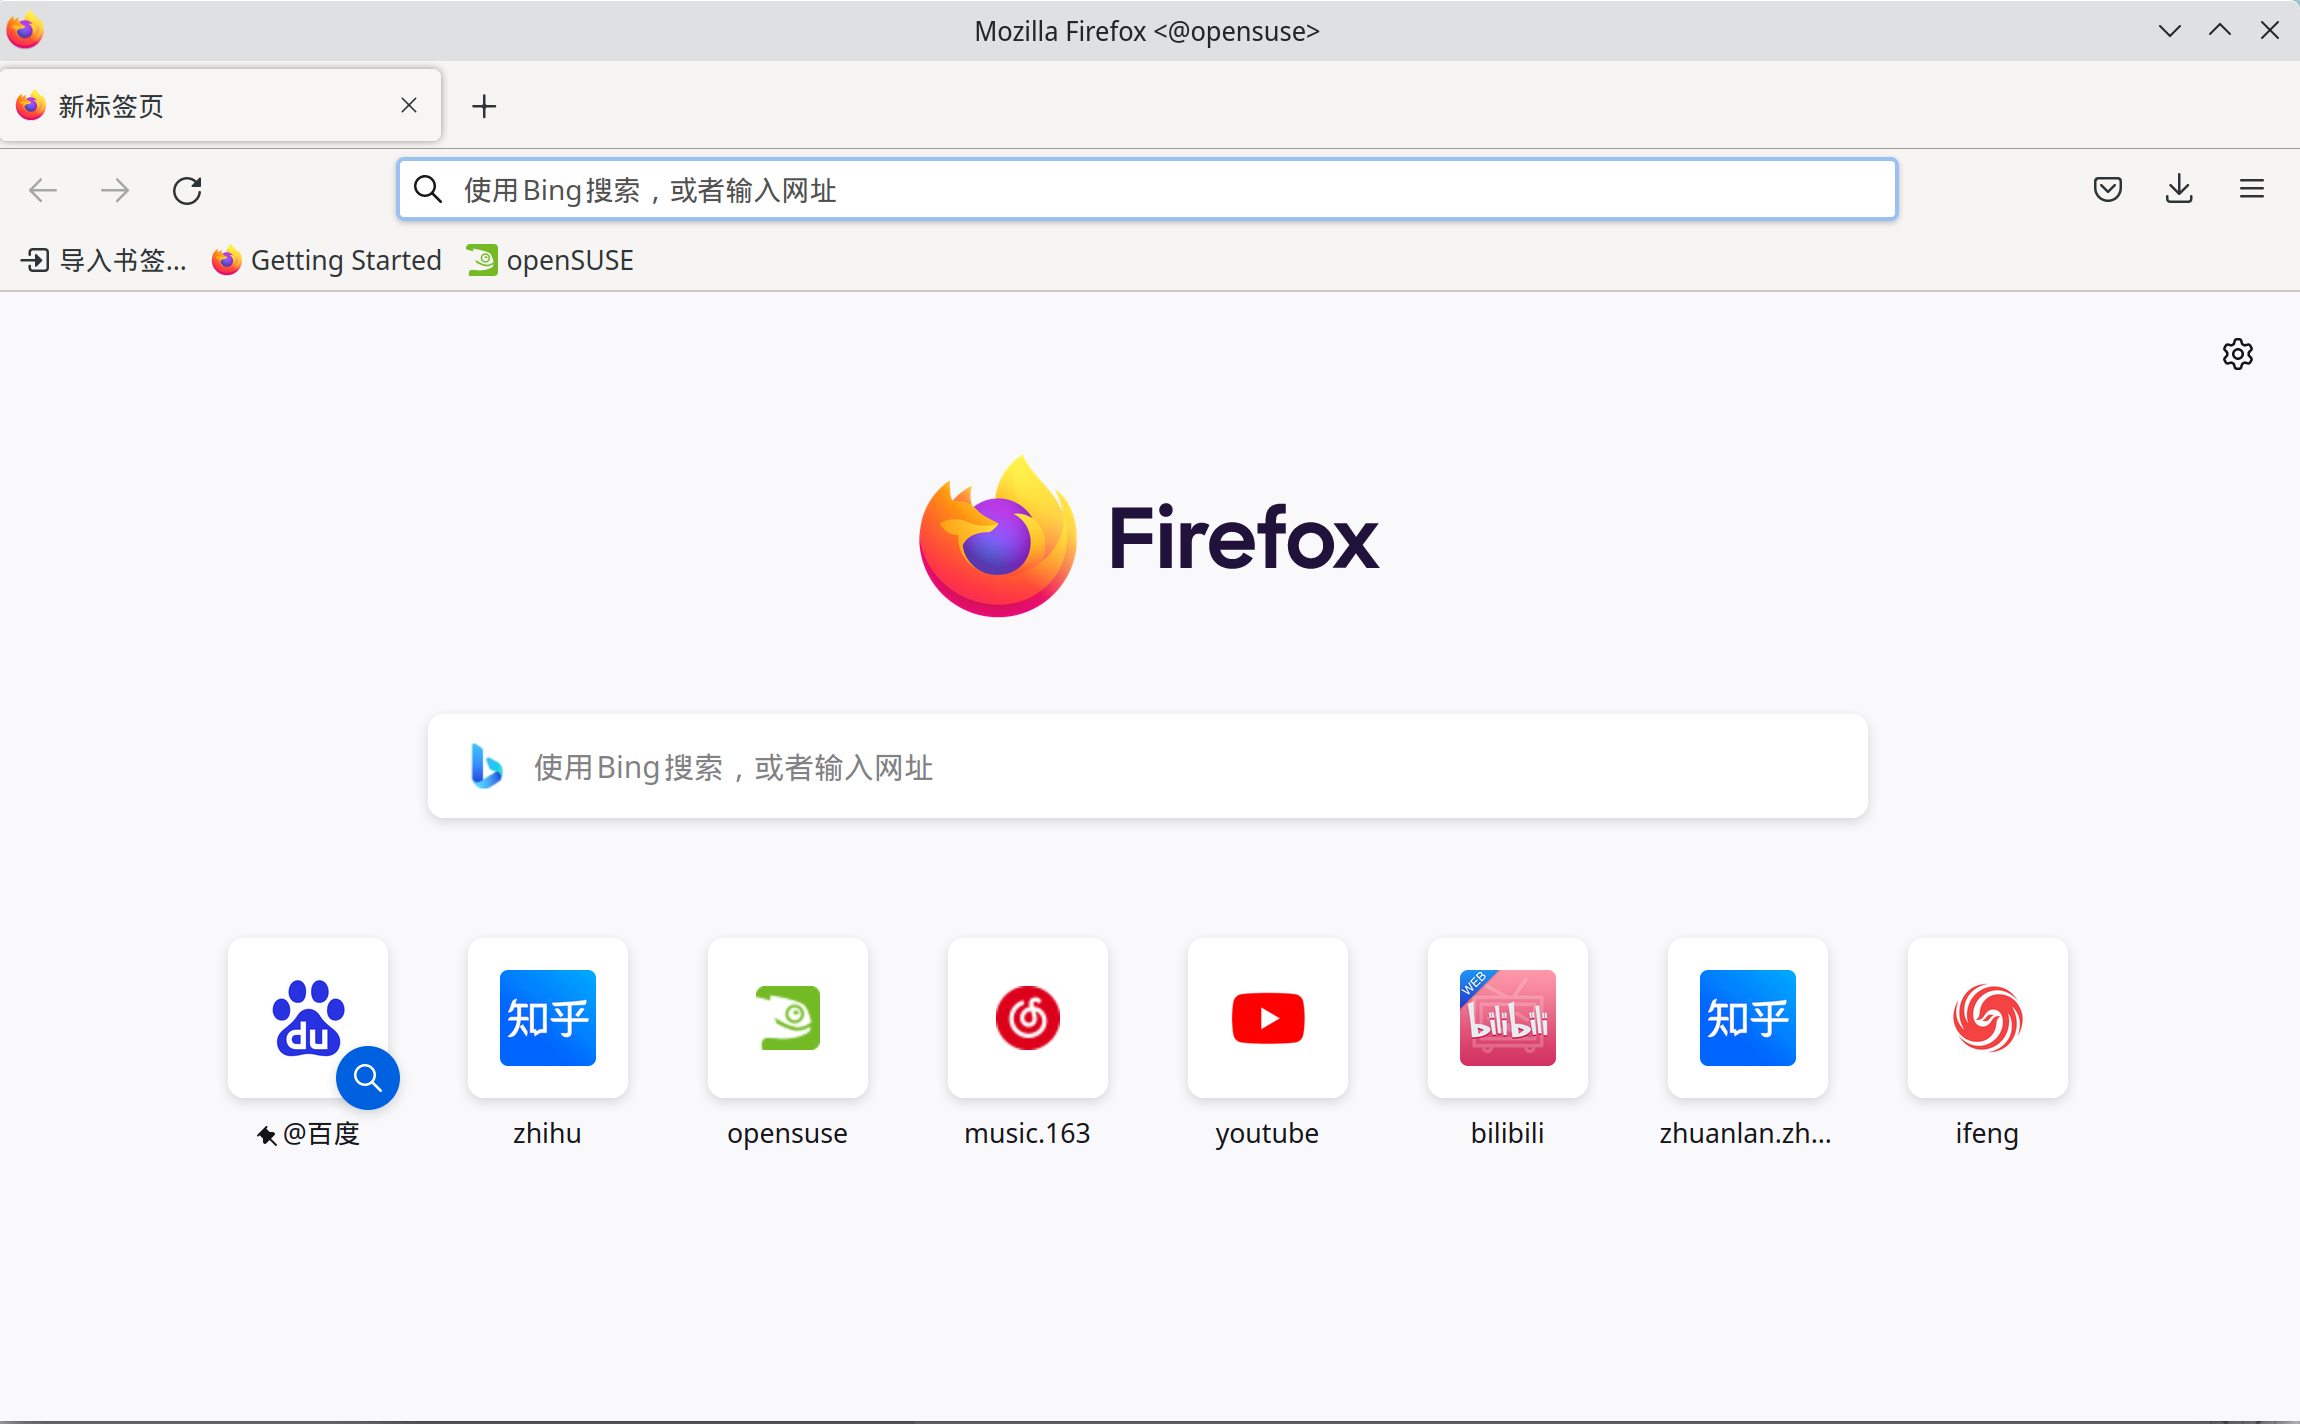 Mozilla Firefox <@opensuse>
新标签页
使用Bing搜索，或者输入网址
导入书签... Getting Started openSUSE
Firefox
使用Bing搜索，或者输入网址
du 知乎 WEB bilibili 知乎
@百度 zhihu opensuse music.163 youtube bilibili zhuanlan.zh... ifeng